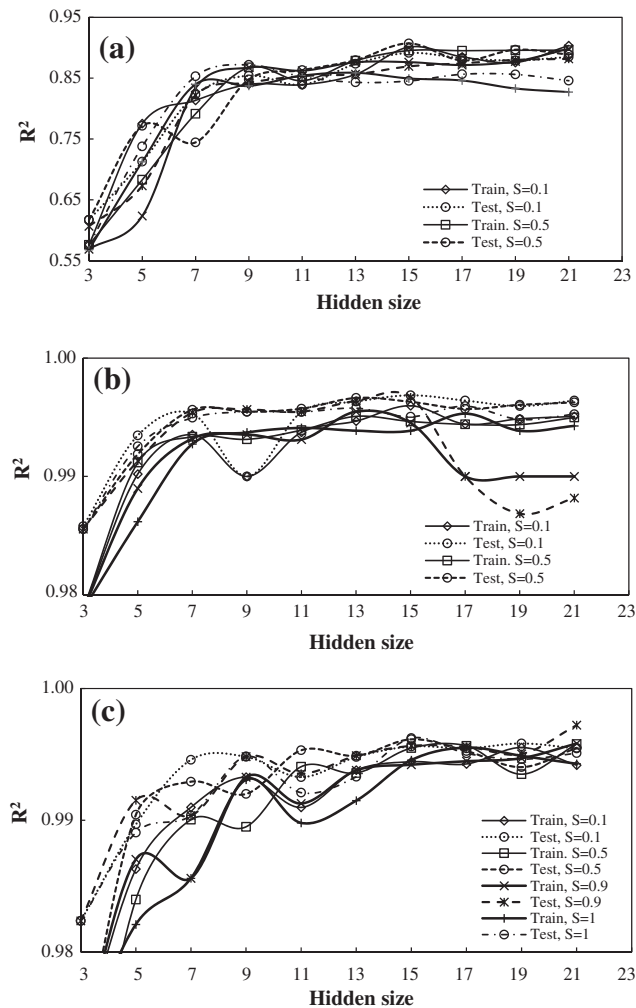 (a)
R²
0.95
0.85
0.75
0.65
0.55
3 5 7 9 11 13 15 17 19 21 23
Hidden size
Train, S=0.1
Test, S=0.1
Train. S=0.5
Test, S=0.5
(b)
R²
1.00
0.99
0.98
3 5 7 9 11 13 15 17 19 21 23
Hidden size
Train, S=0.1
Test, S=0.1
Train. S=0.5
Test, S=0.5
(c)
R²
1.00
0.99
0.98
3 5 7 9 11 13 15 17 19 21 23
Hidden size
Train, S=0.1
Test, S=0.1
Train. S=0.5
Test, S=0.5
Train, S=0.9
Test, S=0.9
Train, S=1
Test, S=1